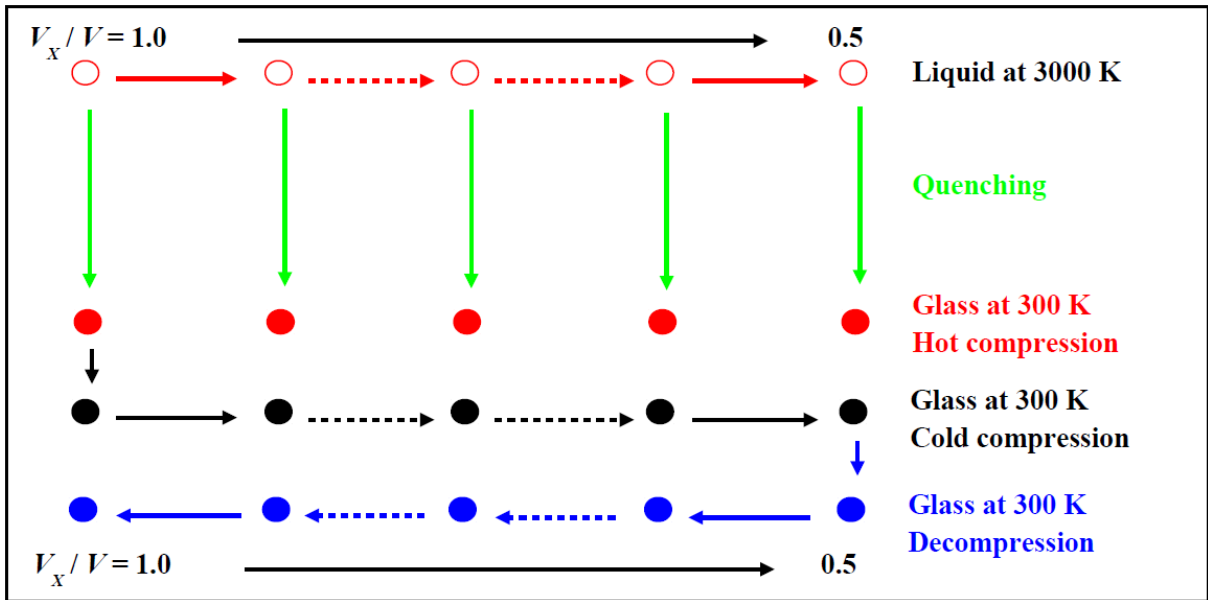 V_X / V = 1.0 0.5
Liquid at 3000 K
Quenching
Glass at 300 K
Hot compression
Glass at 300 K
Cold compression
Glass at 300 K
Decompression
V_X / V = 1.0 0.5